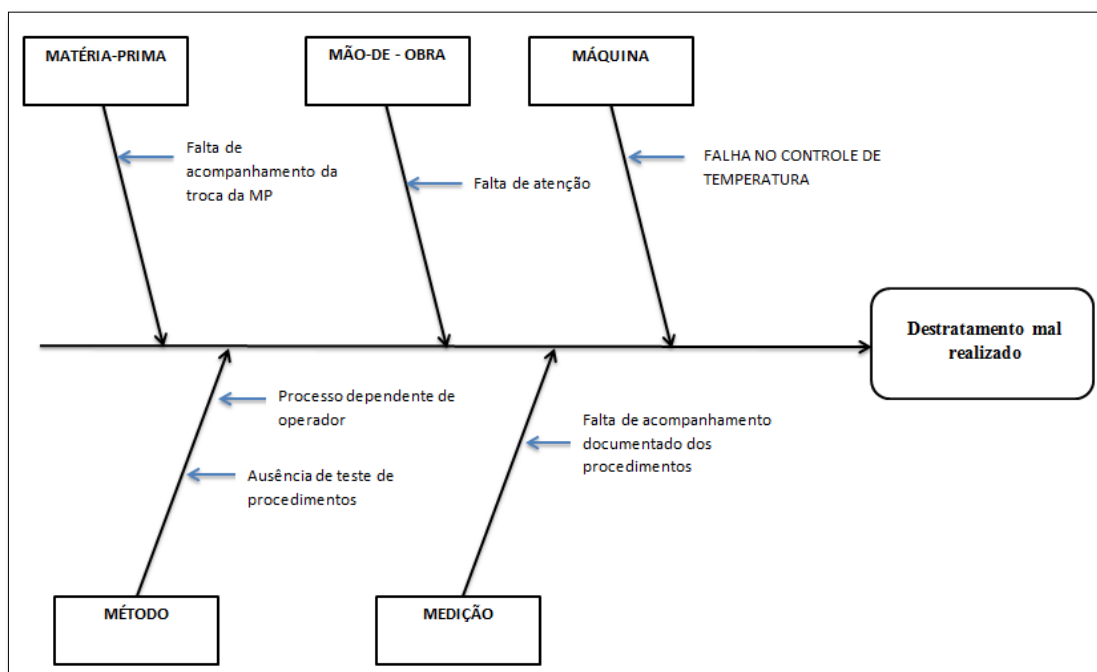 MATÉRIA-PRIMA
MÃO-DE - OBRA
MÁQUINA
Falta de
acompanhamento da
troca da MP
Falta de atenção
FALHA NO CONTROLE DE
TEMPERATURA
Destratamento mal
realizado
Processo dependente de
operador
Ausência de teste de
procedimentos
Falta de acompanhamento
documentado dos
procedimentos
MÉTODO
MEDIÇÃO